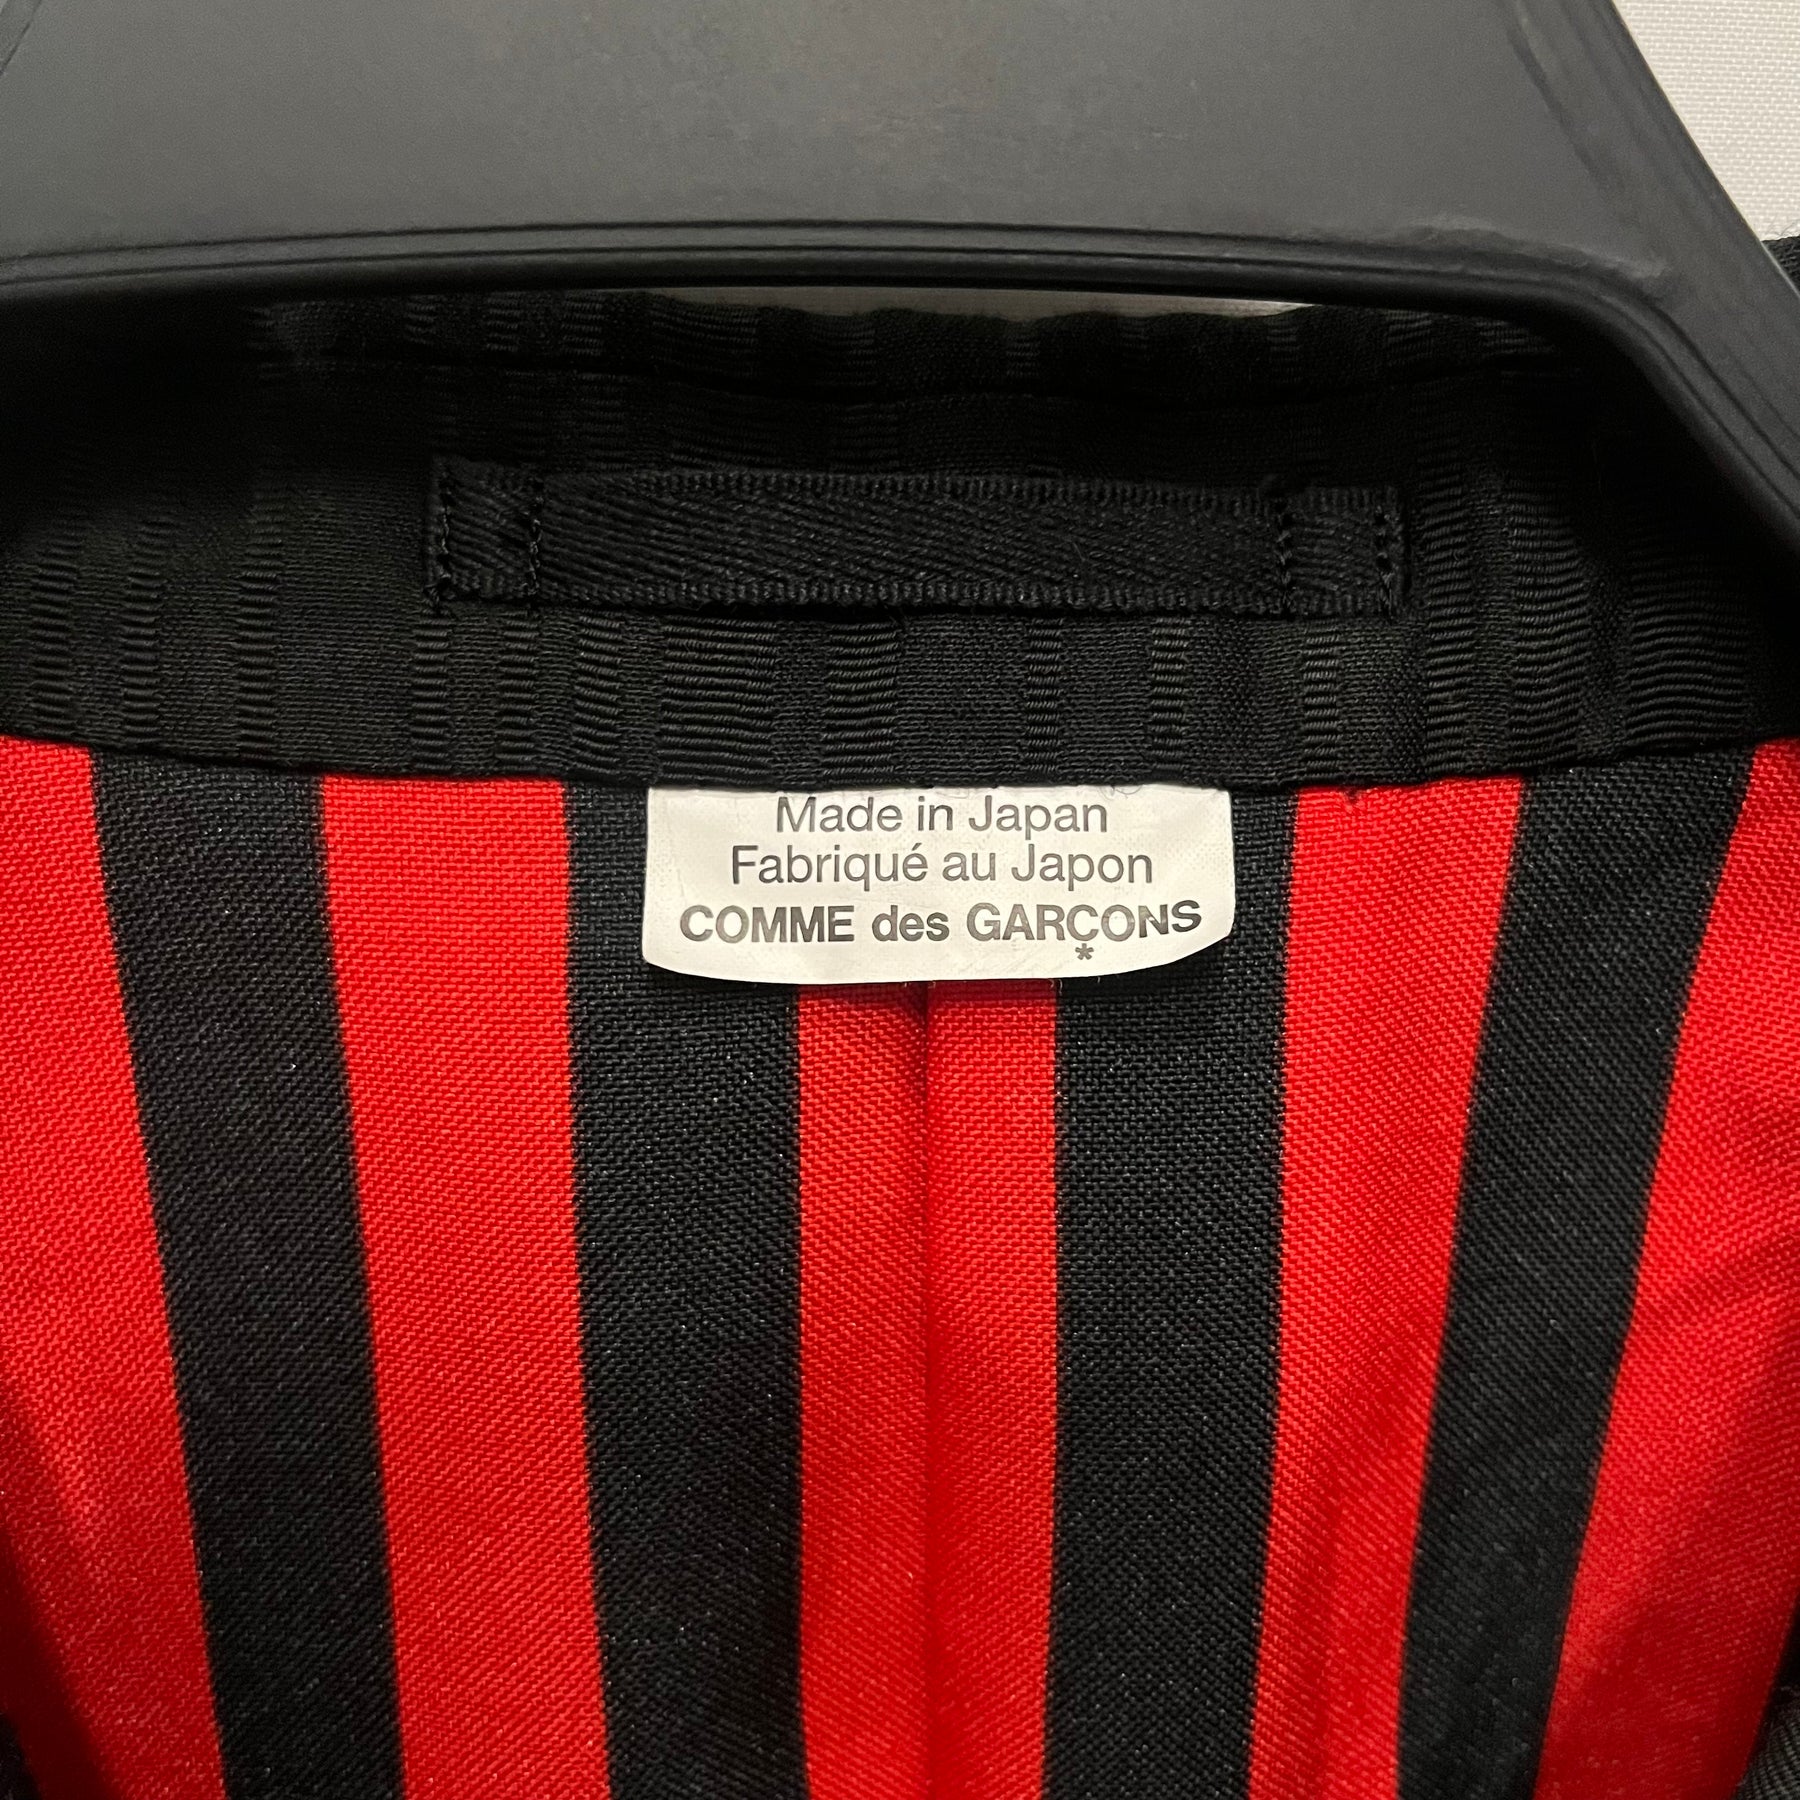 Made in Japan
Fabriqué au Japon
COMME des GARÇONS
*